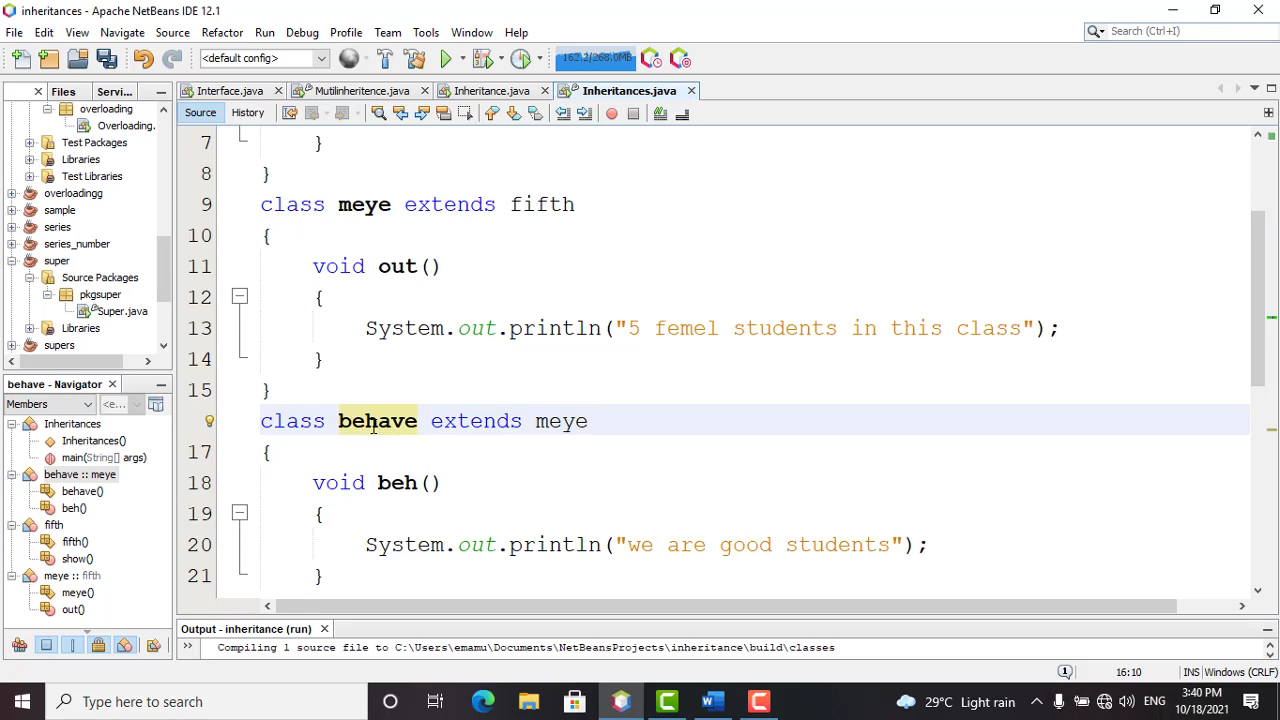 inheritances - Apache NetBeans IDE 12.1
File Edit View Navigate Source Refactor Run Debug Profile Team Tools Window Help
Search (Ctrl+I)
<default config>
162.2/268.0MB
Files Servi...
Interface.java Mutlinheritence.java Inheritance.java Inheritances.java
Source History
overloading
Overloading.
Test Packages
Libraries
Test Libraries
overloadingg
sample
series
series_number
super
Source Packages
pkgsuper
Super.java
Libraries
supers
7 }
8 }
9 class meye extends fifth
10 {
11 void out()
12 {
13 System.out.println("5 femel students in this class");
14 }
15 }
class behave extends meye
17 {
18 void beh()
19 {
20 System.out.println("we are good students");
21 }
behave - Navigator
Members <e...
Inheritances
Inheritances()
main(String[] args)
behave :: meye
behave()
beh()
fifth
fifth()
show()
meye :: fifth
meye()
out()
Output - inheritance (run)
Compiling 1 source file to C:\Users\emamu\Documents\NetBeansProjects\inheritance\build\classes
1 16:10 INS Windows (CRLF)
Type here to search
29°C Light rain
ENG
3:40 PM
10/18/2021